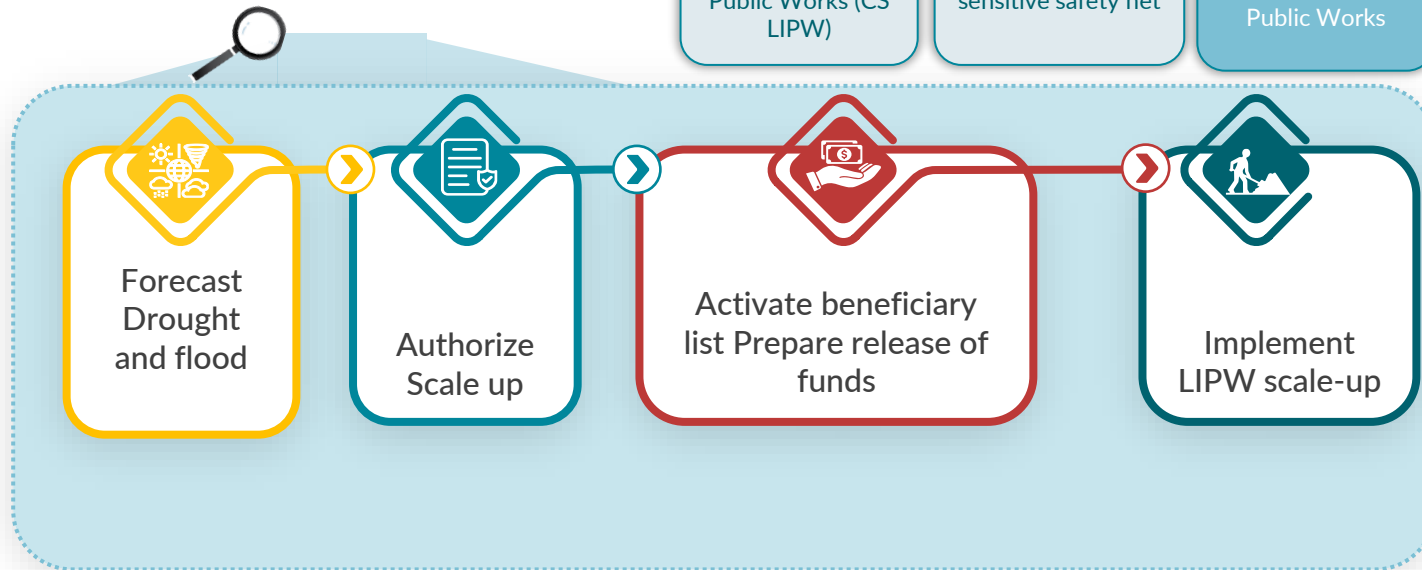 Public Works (CS
LIPW)
sensitive safety net
Public Works
Forecast
Drought
and flood
Authorize
Scale up
Activate beneficiary
list Prepare release of
funds
Implement
LIPW scale-up